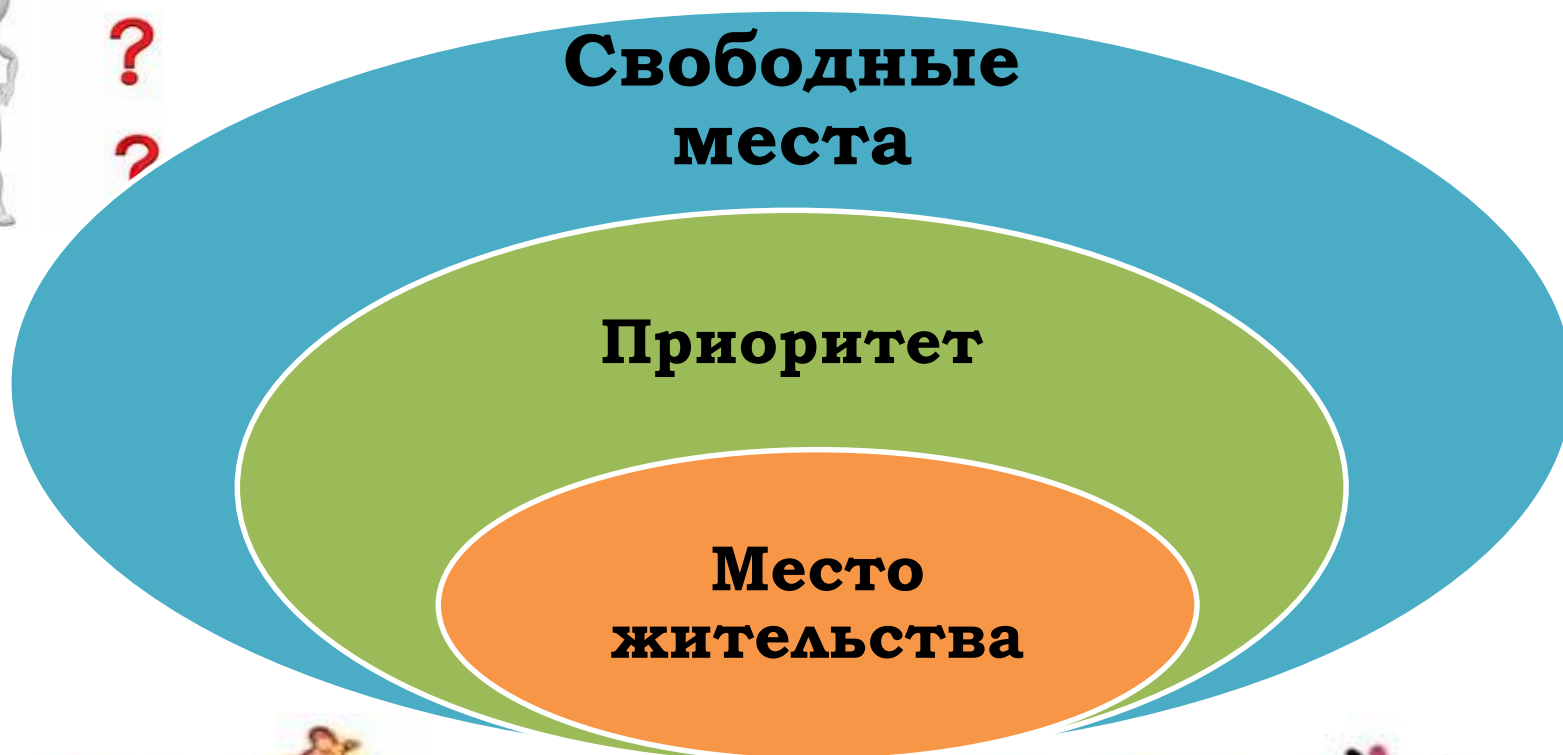 ?
?
Свободные
места
Приоритет
Место
жительства